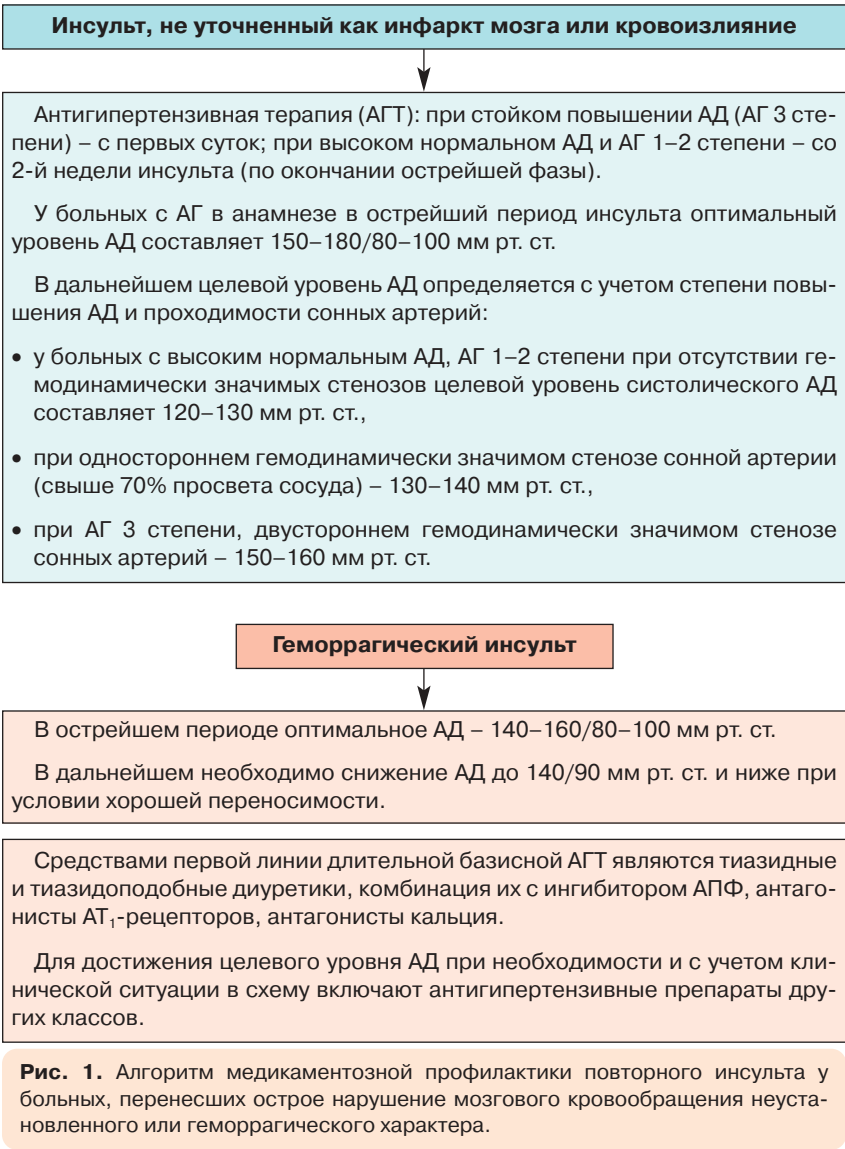 Инсульт, не уточненный как инфаркт мозга или кровоизлияние
Антигипертензивная терапия (АГТ): при стойком повышении АД (АГ 3 сте-
пени) – с первых суток; при высоком нормальном АД и АГ 1–2 степени – со
2-й недели инсульта (по окончании острейшей фазы).
У больных с АГ в анамнезе в острейший период инсульта оптимальный
уровень АД составляет 150–180/80–100 мм рт. ст.
В дальнейшем целевой уровень АД определяется с учетом степени повы-
шения АД и проходимости сонных артерий:
• у больных с высоким нормальным АД, АГ 1–2 степени при отсутствии ге-
модинамически значимых стенозов целевой уровень систолического АД
составляет 120–130 мм рт. ст.,
• при одностороннем гемодинамически значимом стенозе сонной артерии
(свыше 70% просвета сосуда) – 130–140 мм рт. ст.,
• при АГ 3 степени, двустороннем гемодинамически значимом стенозе
сонных артерий – 150–160 мм рт. ст.
Геморрагический инсульт
В острейшем периоде оптимальное АД – 140–160/80–100 мм рт. ст.
В дальнейшем необходимо снижение АД до 140/90 мм рт. ст. и ниже при
условии хорошей переносимости.
Средствами первой линии длительной базисной АГТ являются тиазидные
и тиазидоподобные диуретики, комбинация их с ингибитором АПФ, антаго-
нисты АТ₁-рецепторов, антагонисты кальция.
Для достижения целевого уровня АД при необходимости и с учетом кли-
нической ситуации в схему включают антигипертензивные препараты дру-
гих классов.
Рис. 1. Алгоритм медикаментозной профилактики повторного инсульта у
больных, перенесших острое нарушение мозгового кровообращения неуста-
новленного или геморрагического характера.